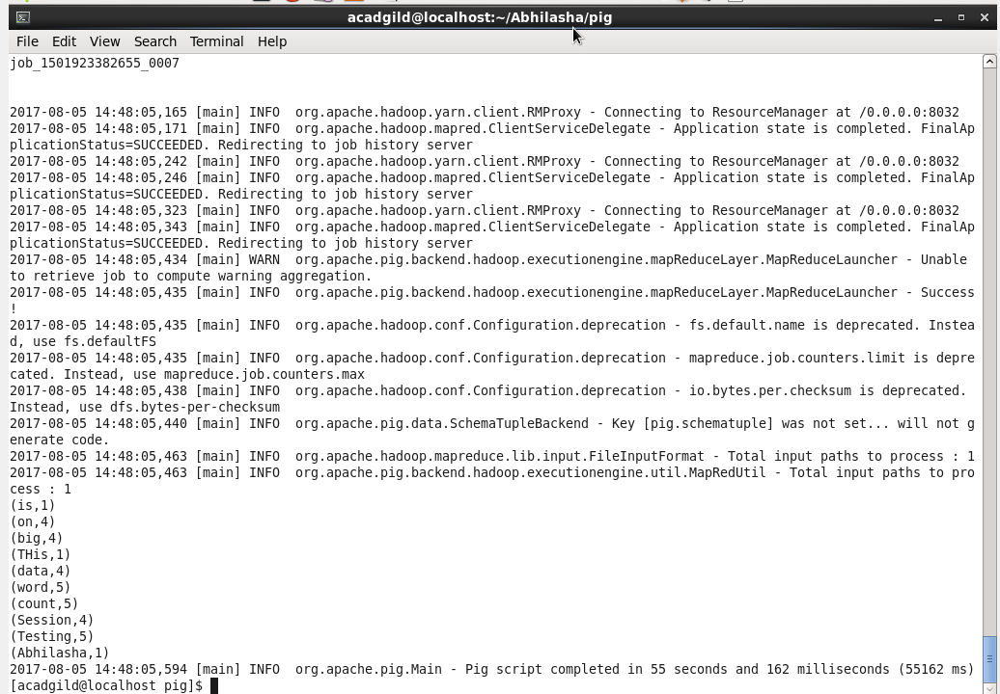 acadgild@localhost:~/Abhilasha/pig
File Edit View Search Terminal Help
job_1501923382655_0007
2017-08-05 14:48:05,165 [main] INFO  org.apache.hadoop.yarn.client.RMProxy - Connecting to ResourceManager at /0.0.0.0:8032
2017-08-05 14:48:05,171 [main] INFO  org.apache.hadoop.mapred.ClientServiceDelegate - Application state is completed. FinalAp
plicationStatus=SUCCEEDED. Redirecting to job history server
2017-08-05 14:48:05,242 [main] INFO  org.apache.hadoop.yarn.client.RMProxy - Connecting to ResourceManager at /0.0.0.0:8032
2017-08-05 14:48:05,246 [main] INFO  org.apache.hadoop.mapred.ClientServiceDelegate - Application state is completed. FinalAp
plicationStatus=SUCCEEDED. Redirecting to job history server
2017-08-05 14:48:05,323 [main] INFO  org.apache.hadoop.yarn.client.RMProxy - Connecting to ResourceManager at /0.0.0.0:8032
2017-08-05 14:48:05,343 [main] INFO  org.apache.hadoop.mapred.ClientServiceDelegate - Application state is completed. FinalAp
plicationStatus=SUCCEEDED. Redirecting to job history server
2017-08-05 14:48:05,434 [main] WARN  org.apache.pig.backend.hadoop.executionengine.mapReduceLayer.MapReduceLauncher - Unable
to retrieve job to compute warning aggregation.
2017-08-05 14:48:05,435 [main] INFO  org.apache.pig.backend.hadoop.executionengine.mapReduceLayer.MapReduceLauncher - Success
!
2017-08-05 14:48:05,435 [main] INFO  org.apache.hadoop.conf.Configuration.deprecation - fs.default.name is deprecated. Instea
d, use fs.defaultFS
2017-08-05 14:48:05,435 [main] INFO  org.apache.hadoop.conf.Configuration.deprecation - mapreduce.job.counters.limit is depre
cated. Instead, use mapreduce.job.counters.max
2017-08-05 14:48:05,438 [main] INFO  org.apache.hadoop.conf.Configuration.deprecation - io.bytes.per.checksum is deprecated.
Instead, use dfs.bytes-per-checksum
2017-08-05 14:48:05,440 [main] INFO  org.apache.pig.data.SchemaTupleBackend - Key [pig.schematuple] was not set... will not g
enerate code.
2017-08-05 14:48:05,463 [main] INFO  org.apache.hadoop.mapreduce.lib.input.FileInputFormat - Total input paths to process : 1
2017-08-05 14:48:05,463 [main] INFO  org.apache.pig.backend.hadoop.executionengine.util.MapRedUtil - Total input paths to pro
cess : 1
(is,1)
(on,4)
(big,4)
(THis,1)
(data,4)
(word,5)
(count,5)
(Session,4)
(Testing,5)
(Abhilasha,1)
2017-08-05 14:48:05,594 [main] INFO  org.apache.pig.Main - Pig script completed in 55 seconds and 162 milliseconds (55162 ms)
[acadgild@localhost pig]$